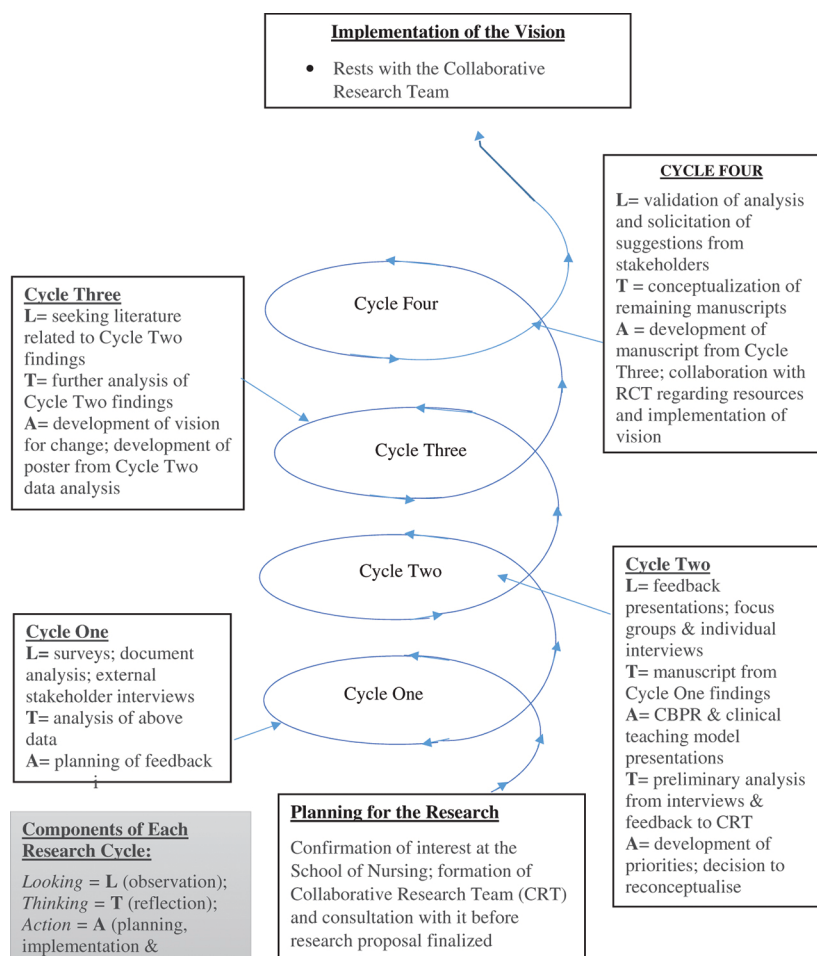 Implementation of the Vision
• Rests with the Collaborative
Research Team
CYCLE FOUR
L= validation of analysis
and solicitation of
suggestions from
stakeholders
T = conceptualization of
remaining manuscripts
A = development of
manuscript from Cycle
Three; collaboration with
RCT regarding resources
and implementation of
vision
Cycle Four
Cycle Three
L= seeking literature
related to Cycle Two
findings
T= further analysis of
Cycle Two findings
A= development of vision
for change; development of
poster from Cycle Two
data analysis
Cycle Three
Cycle Two
Cycle Two
L= feedback
presentations; focus
groups & individual
interviews
T= manuscript from
Cycle One findings
A= CBPR & clinical
teaching model
presentations
T= preliminary analysis
from interviews &
feedback to CRT
A= development of
priorities; decision to
reconceptualise
Cycle One
L= surveys; document
analysis; external
stakeholder interviews
T= analysis of above
data
A= planning of feedback
i
Cycle One
Components of Each
Research Cycle:
Looking = L (observation);
Thinking = T (reflection);
Action = A (planning,
implementation &
Planning for the Research
Confirmation of interest at the
School of Nursing; formation of
Collaborative Research Team (CRT)
and consultation with it before
research proposal finalized